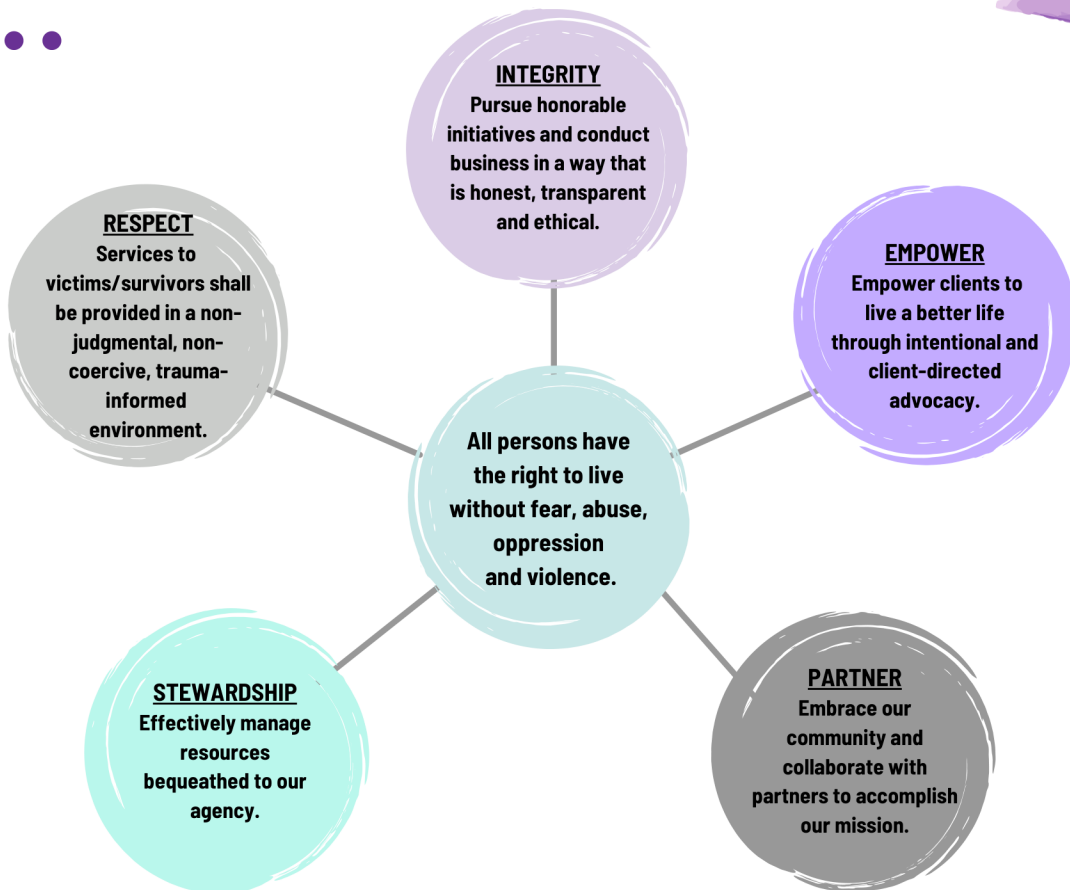 INTEGRITY
Pursue honorable
initiatives and conduct
business in a way that
is honest, transparent
and ethical.
RESPECT
Services to
victims/survivors shall
be provided in a non-
judgmental, non-
coercive, trauma-
informed
environment.
EMPOWER
Empower clients to
live a better life
through intentional and
client-directed
advocacy.
All persons have
the right to live
without fear, abuse,
oppression
and violence.
STEWARDSHIP
Effectively manage
resources
bequeathed to our
agency.
PARTNER
Embrace our
community and
collaborate with
partners to accomplish
our mission.